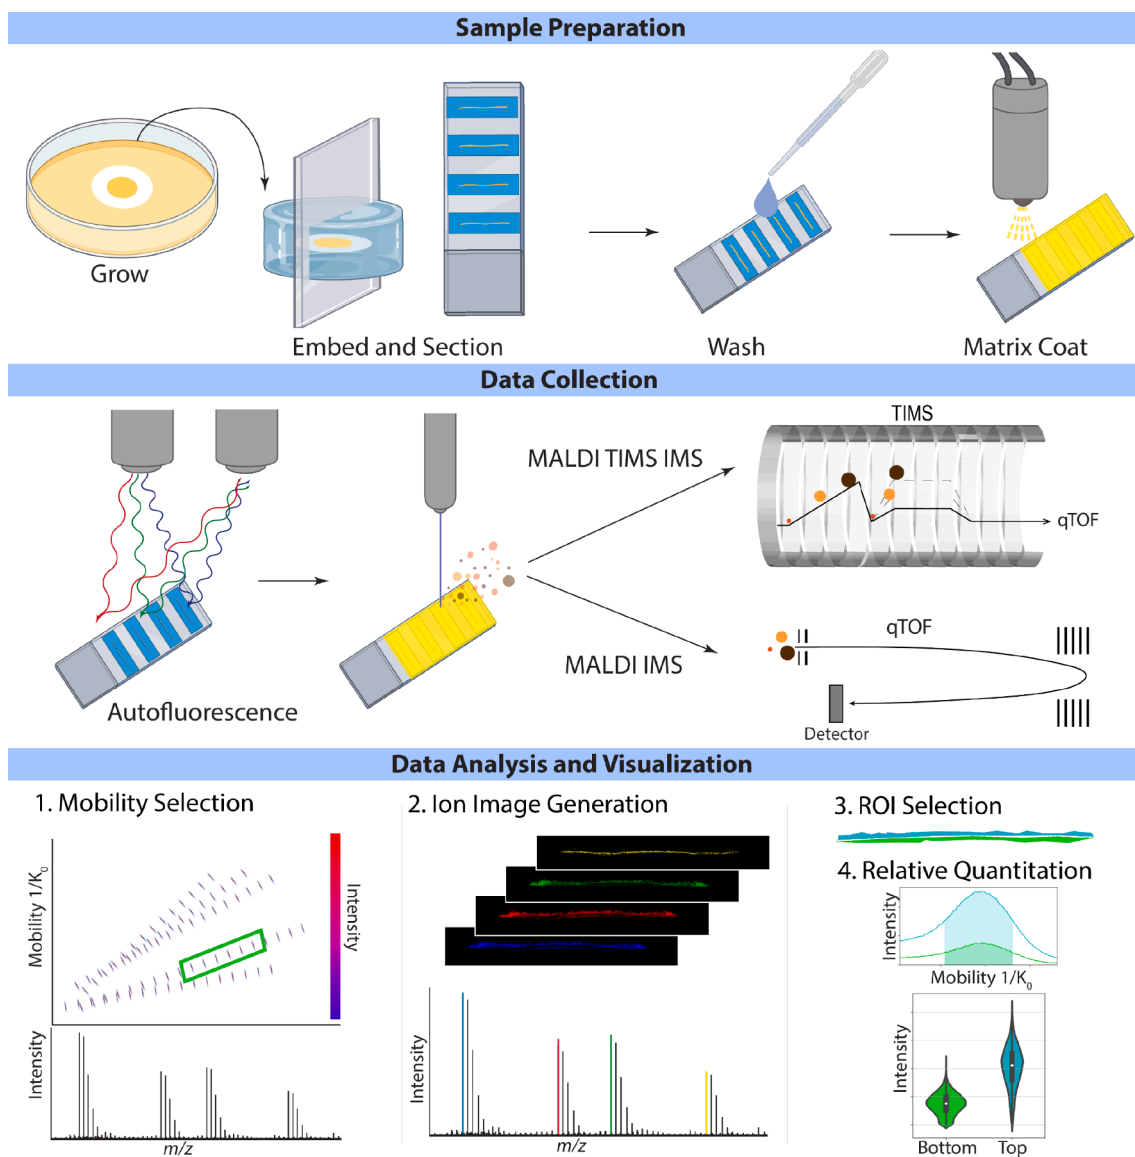 Sample Preparation
Grow
Embed and Section
Wash
Matrix Coat
Data Collection
TIMS
MALDI TIMS IMS
qTOF
qTOF
MALDI IMS
Autofluorescence
Detector
Data Analysis and Visualization
1. Mobility Selection
Mobility 1/K₀
Intensity
Intensity
m/z
2. Ion Image Generation
Intensity
m/z
3. ROI Selection
4. Relative Quantitation
Intensity
Mobility 1/K₀
Intensity
Bottom
Top